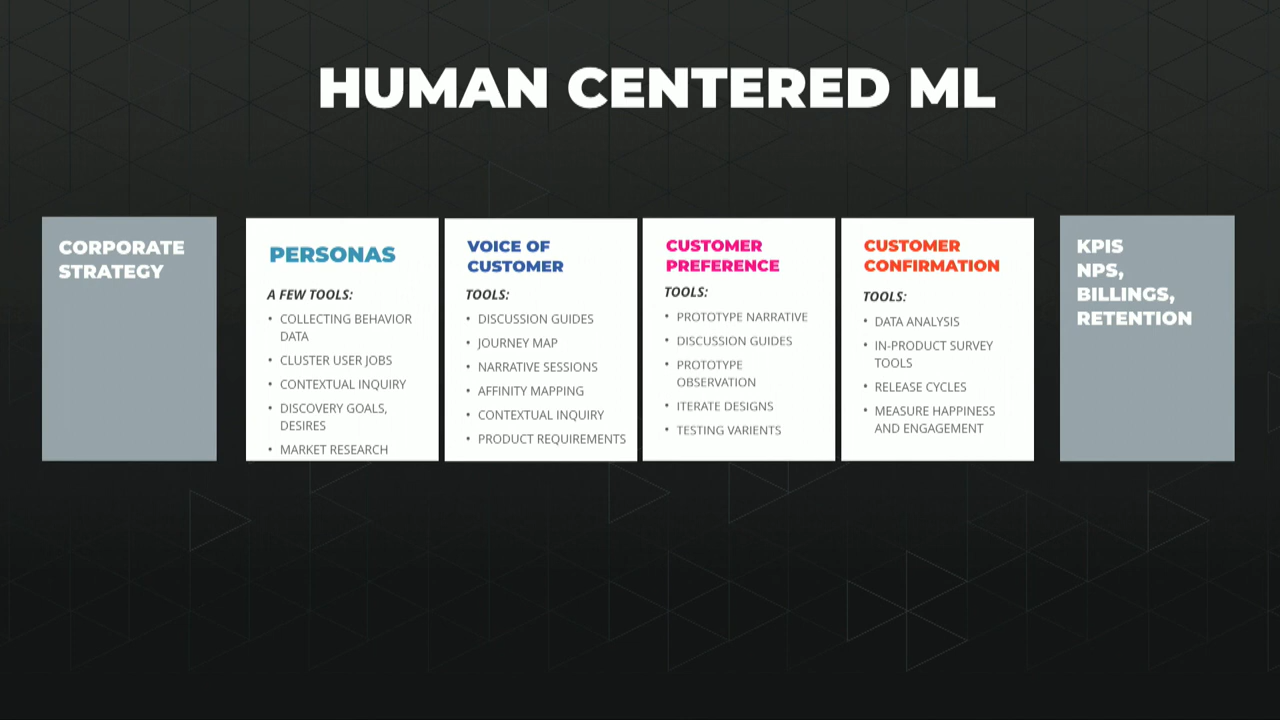 HUMAN CENTERED ML
CORPORATE
STRATEGY
PERSONAS
A FEW TOOLS:
• COLLECTING BEHAVIOR
DATA
• CLUSTER USER JOBS
• CONTEXTUAL INQUIRY
• DISCOVERY GOALS,
DESIRES
• MARKET RESEARCH
VOICE OF
CUSTOMER
TOOLS:
• DISCUSSION GUIDES
• JOURNEY MAP
• NARRATIVE SESSIONS
• AFFINITY MAPPING
• CONTEXTUAL INQUIRY
• PRODUCT REQUIREMENTS
CUSTOMER
PREFERENCE
TOOLS:
• PROTOTYPE NARRATIVE
• DISCUSSION GUIDES
• PROTOTYPE
OBSERVATION
• ITERATE DESIGNS
• TESTING VARIENTS
CUSTOMER
CONFIRMATION
TOOLS:
• DATA ANALYSIS
• IN-PRODUCT SURVEY
TOOLS
• RELEASE CYCLES
• MEASURE HAPPINESS
AND ENGAGEMENT
KPIS
NPS,
BILLINGS,
RETENTION